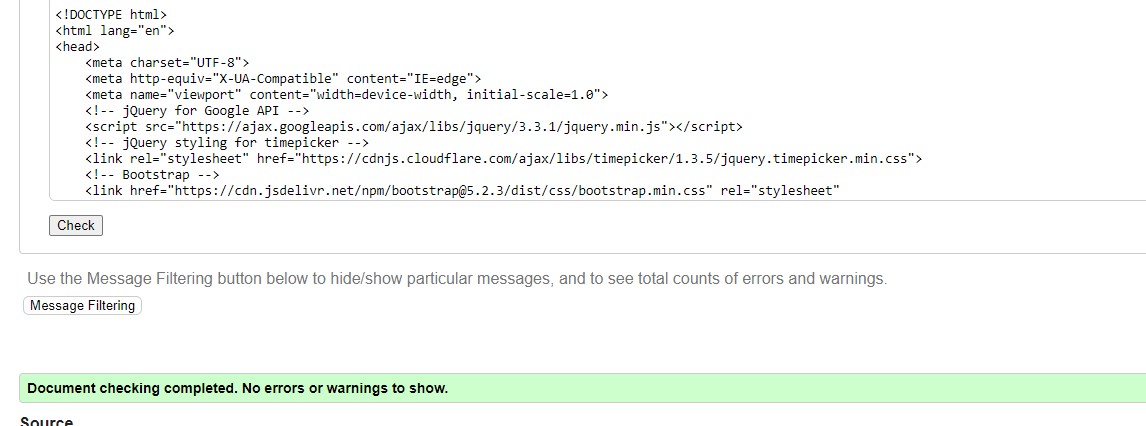 <!DOCTYPE html>
<html lang="en">
<head>
    <meta charset="UTF-8">
    <meta http-equiv="X-UA-Compatible" content="IE=edge">
    <meta name="viewport" content="width=device-width, initial-scale=1.0">
    <!-- jQuery for Google API -->
    <script src="https://ajax.googleapis.com/ajax/libs/jquery/3.3.1/jquery.min.js"></script>
    <!-- jQuery styling for timepicker -->
    <link rel="stylesheet" href="https://cdnjs.cloudflare.com/ajax/libs/timepicker/1.3.5/jquery.timepicker.min.css">
    <!-- Bootstrap -->
    <link href="https://cdn.jsdelivr.net/npm/bootstrap@5.2.3/dist/css/bootstrap.min.css" rel="stylesheet"
Check
Use the Message Filtering button below to hide/show particular messages, and to see total counts of errors and warnings.
Message Filtering
Document checking completed. No errors or warnings to show.
Source